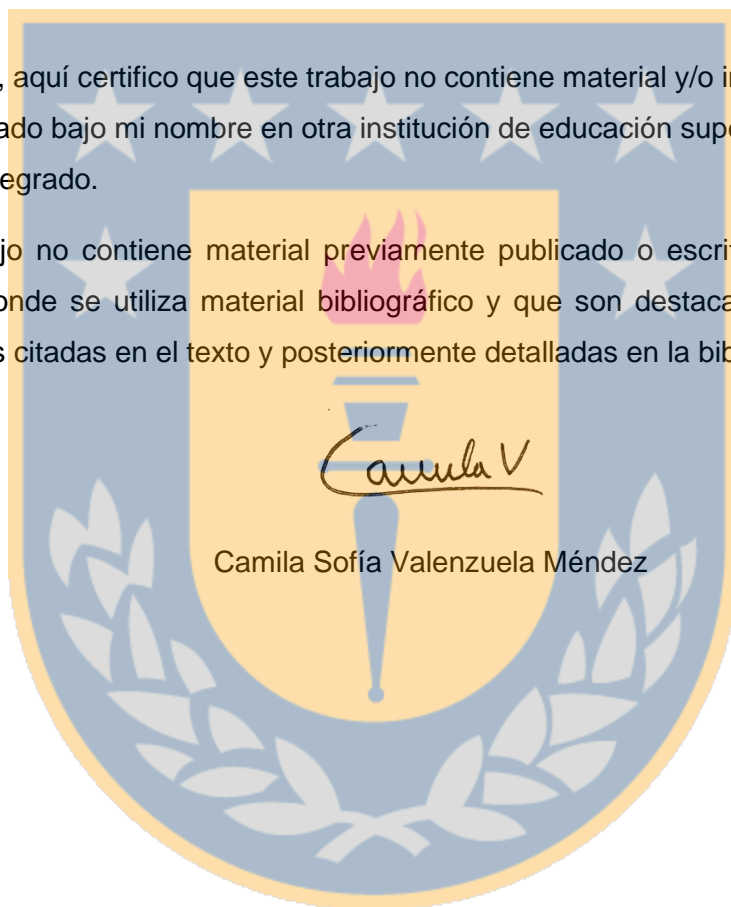 , aquí certifico que este trabajo no contiene material y/o i
ado bajo mi nombre en otra institución de educación supe
egrado.
jo no contiene material previamente publicado o escrit
onde se utiliza material bibliográfico y que son destaca
s citadas en el texto y posteriormente detalladas en la bib
Camila V
Camila Sofía Valenzuela Méndez